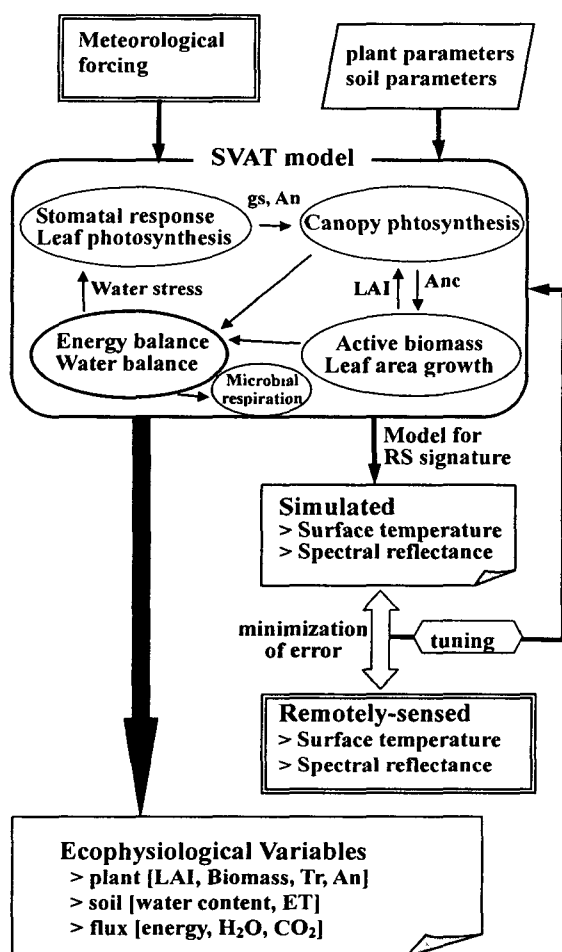 Meteorological
forcing
plant parameters
soil parameters
SVAT model
Stomatal response
Leaf photosynthesis
gs, An
Canopy phtosynthesis
Water stress
LAI
Anc
Energy balance
Water balance
Active biomass
Leaf area growth
Microbial
respiration
Model for
RS signature
Simulated
> Surface temperature
> Spectral reflectance
minimization
of error
tuning
Remotely-sensed
> Surface temperature
> Spectral reflectance
Ecophysiological Variables
> plant [LAI, Biomass, Tr, An]
> soil [water content, ET]
> flux [energy, H₂O, CO₂]